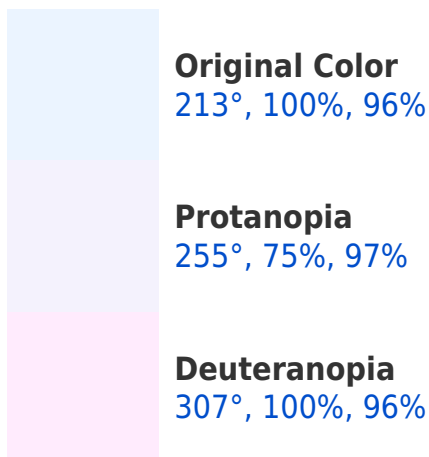 Original Color
213°, 100%, 96%
Protanopia
255°, 75%, 97%
Deuteranopia
307°, 100%, 96%